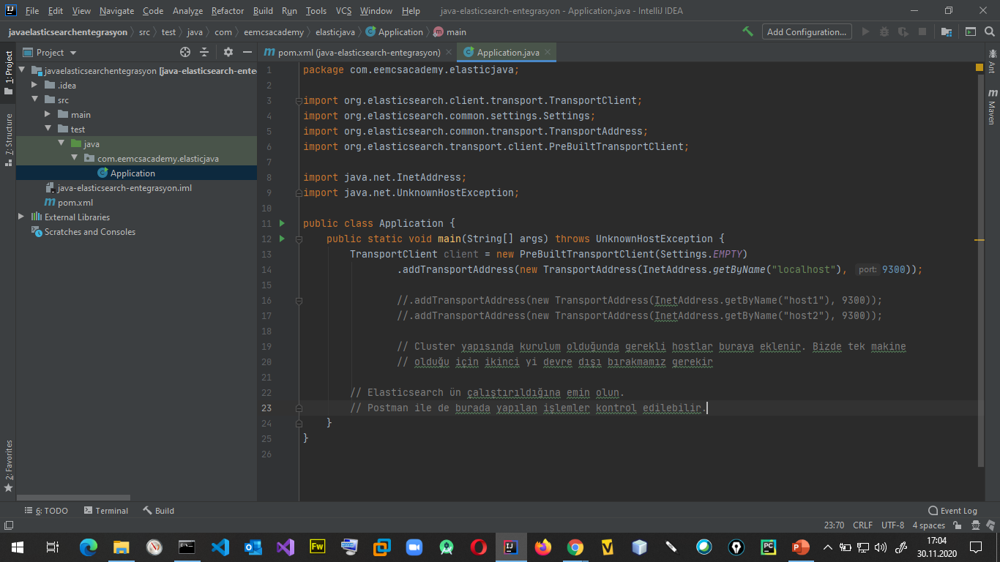 File Edit View Navigate Code Analyze Refactor Build Run Tools VCS Window Help java-elasticsearch-entegrasyon - Application.java - IntelliJ IDEA
javaelasticsearchentegrasyon src test java com eemcsacademy elasticjava Application main Add Configuration...
Project
pom.xml (java-elasticsearch-entegrasyon) Application.java
1: Project
7: Structure
2: Favorites
Ant
Maven
javaelasticsearchentegrasyon [java-elasticsearch-ente
.idea
src
main
test
java
com.eemcsacademy.elasticjava
Application
java-elasticsearch-entegrasyon.iml
pom.xml
External Libraries
Scratches and Consoles
1 package com.eemcsacademy.elasticjava;
2
3 import org.elasticsearch.client.transport.TransportClient;
4 import org.elasticsearch.common.settings.Settings;
5 import org.elasticsearch.common.transport.TransportAddress;
6 import org.elasticsearch.transport.client.PreBuiltTransportClient;
7
8 import java.net.InetAddress;
9 import java.net.UnknownHostException;
10
11 public class Application {
12 public static void main(String[] args) throws UnknownHostException {
13 TransportClient client = new PreBuiltTransportClient(Settings.EMPTY)
14 .addTransportAddress(new TransportAddress(InetAddress.getByName("localhost"), port: 9300));
15
16 //.addTransportAddress(new TransportAddress(InetAddress.getByName("host1"), 9300));
17 //.addTransportAddress(new TransportAddress(InetAddress.getByName("host2"), 9300));
18
19 // Cluster yapısında kurulum olduğunda gerekli hostlar buraya eklenir. Bizde tek makine
20 // olduğu için ikinci yi devre dışı bırakmamız gerekir
21
22 // Elasticsearch ün çalıştırıldığına emin olun.
23 // Postman ile de burada yapılan işlemler kontrol edilebilir.
24 }
25 }
26
6: TODO Terminal Build Event Log
23:70 CRLF UTF-8 4 spaces
17:04
30.11.2020